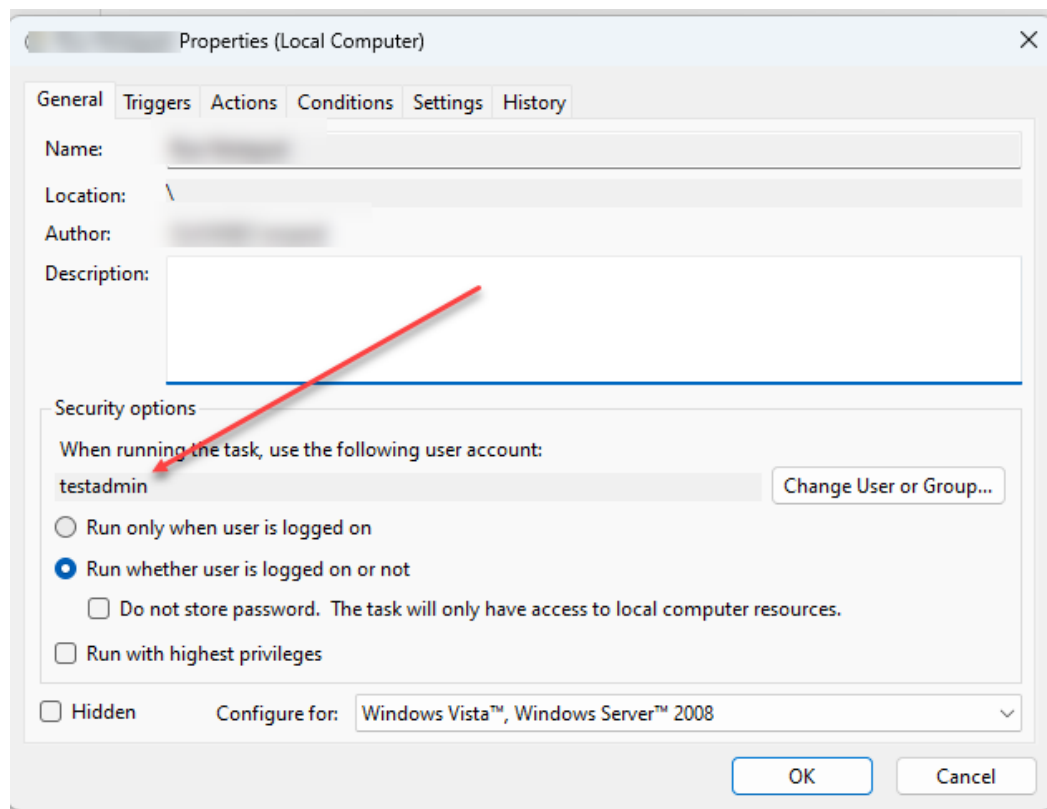 Properties (Local Computer)
General Triggers Actions Conditions Settings History
Name:
Location: \
Author:
Description:
Security options
When running the task, use the following user account:
testadmin Change User or Group...
Run only when user is logged on
Run whether user is logged on or not
Do not store password. The task will only have access to local computer resources.
Run with highest privileges
Hidden Configure for: Windows Vista™, Windows Server™ 2008
OK Cancel